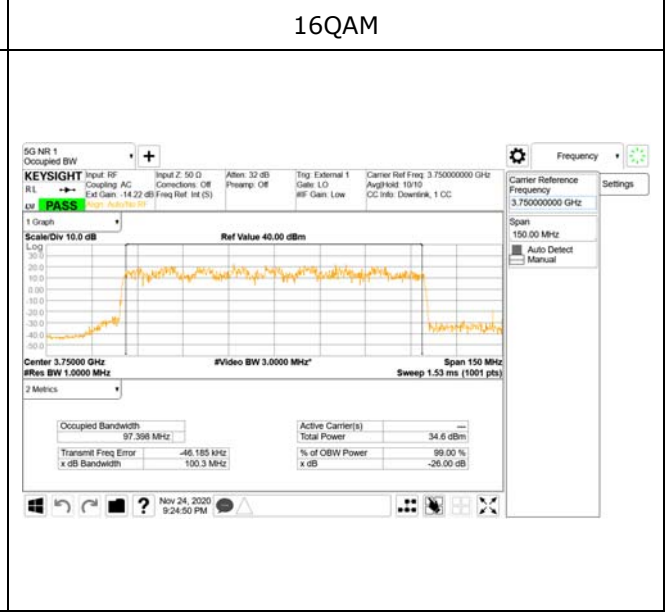 16QAM
5G NR 1
Occupied BW
Frequency
KEYSIGHT
Input: RF
Coupling: AC
Ext Gain: -14.22 dB
Align: Auto/No RF
Input Z: 50 Ω
Corrections: Off
Freq Ref: Int (S)
Atten: 32 dB
Preamp: Off
Trig: External 1
Gate: LO
#IF Gain: Low
Carrier Ref Freq: 3.750000000 GHz
Avg|Hold: 10/10
CC Info: Downlink, 1 CC
RL
PASS
Carrier Reference
Frequency
3.750000000 GHz
Settings
Span
150.00 MHz
Auto Detect
Manual
1 Graph
Scale/Div 10.0 dB
Ref Value 40.00 dBm
Log
30.0
20.0
10.0
0.00
-10.0
-20.0
-30.0
-40.0
-50.0
Center 3.75000 GHz
#Video BW 3.0000 MHz*
Span 150 MHz
#Res BW 1.0000 MHz
Sweep 1.53 ms (1001 pts)
2 Metrics
Occupied Bandwidth
97.398 MHz
Active Carrier(s)
---
Total Power
34.6 dBm
Transmit Freq Error
-46.185 kHz
% of OBW Power
99.00 %
x dB Bandwidth
100.3 MHz
x dB
-26.00 dB
?
Nov 24, 2020
9:24:50 PM